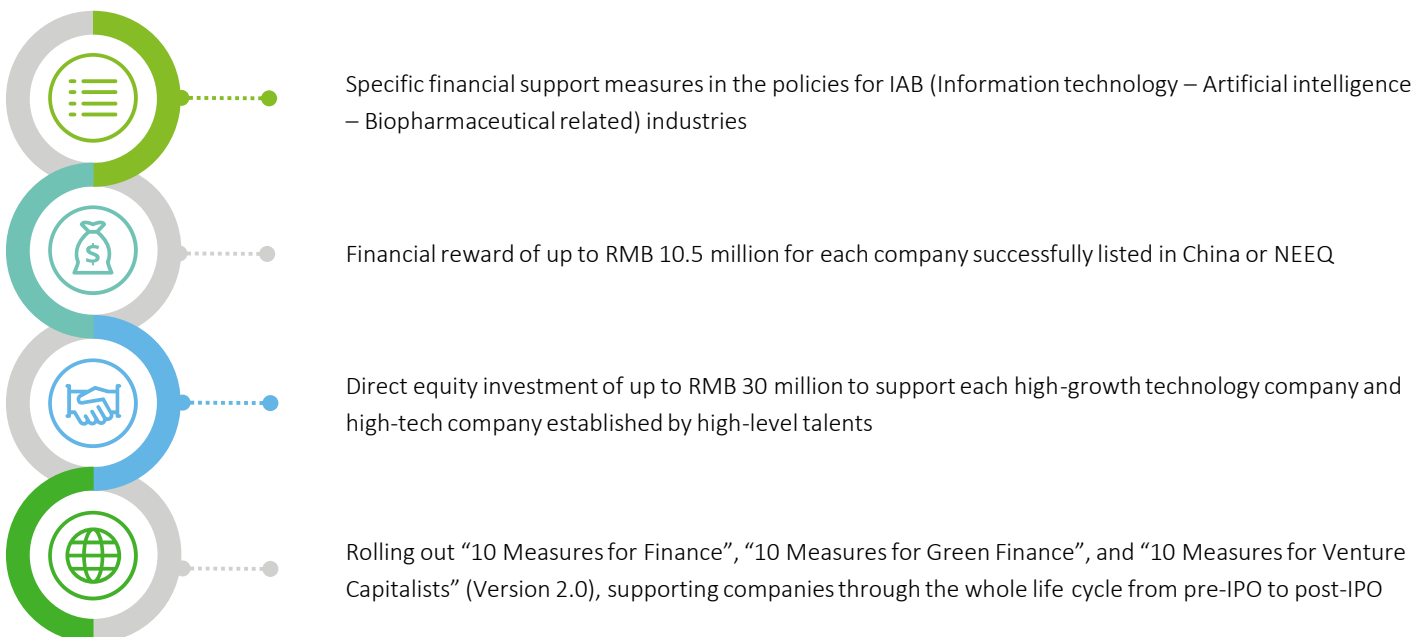 Specific financial support measures in the policies for IAB (Information technology – Artificial intelligence
– Biopharmaceutical related) industries
$
Financial reward of up to RMB 10.5 million for each company successfully listed in China or NEEQ
Direct equity investment of up to RMB 30 million to support each high-growth technology company and
high-tech company established by high-level talents
Rolling out “10 Measures for Finance”, “10 Measures for Green Finance”, and “10 Measures for Venture
Capitalists” (Version 2.0), supporting companies through the whole life cycle from pre-IPO to post-IPO